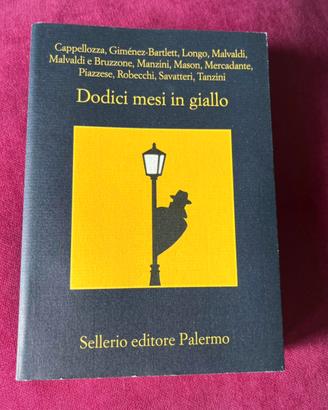 Cappellozza, Giménez-Bartlett, Longo, Malvaldi,
Malvaldi e Bruzzone, Manzini, Mason, Mercadante,
Piazzese, Robecchi, Savatteri, Tanzini
Dodici mesi in giallo
Sellerio editore Palermo